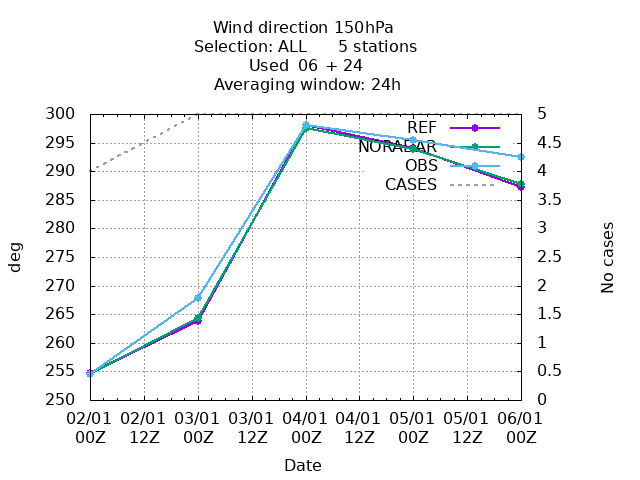 Wind direction 150hPa
Selection: ALL 5 stations
Used 06 + 24
Averaging window: 24h
300 5
295 4.5
290 4
285 3.5
280 3
275 2.5
270 2
265 1.5
260 1
255 0.5
250 0
REF
NORADAR
OBS
CASES
deg
No cases
02/01 02/01 03/01 03/01 04/01 04/01 05/01 05/01 06/01
00Z 12Z 00Z 12Z 00Z 12Z 00Z 12Z 00Z
Date